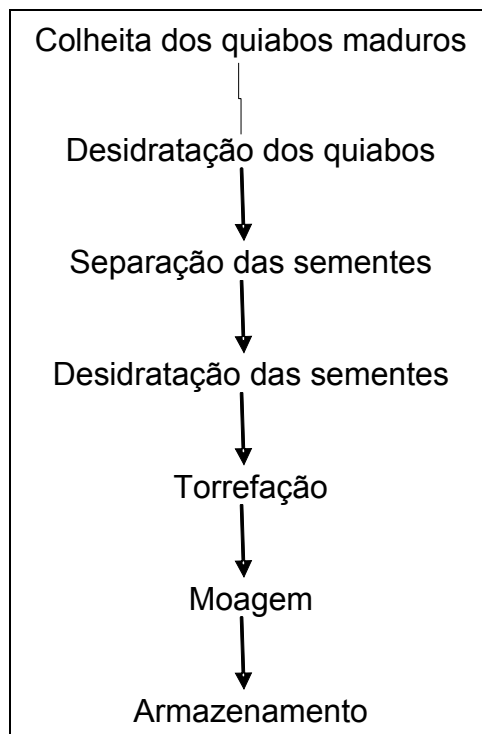 Colheita dos quiabos maduros
Desidratação dos quiabos
Separação das sementes
Desidratação das sementes
Torrefação
Moagem
Armazenamento